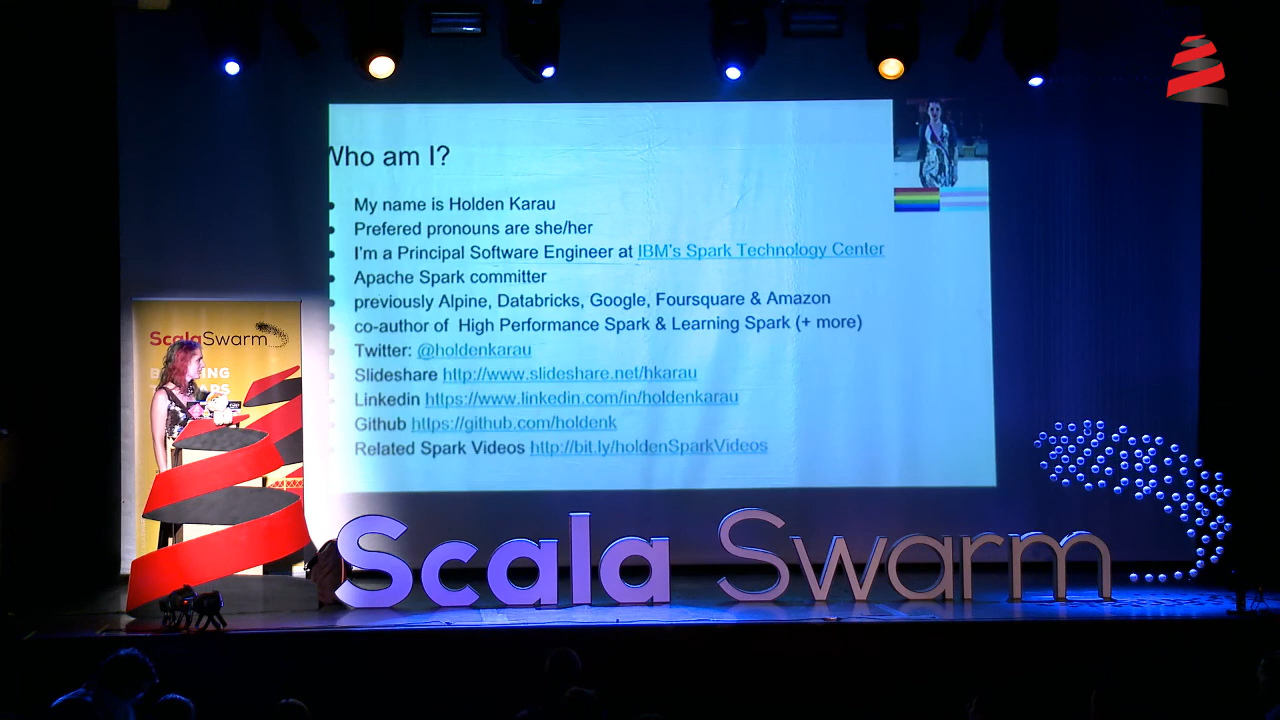 Who am I?
My name is Holden Karau
Prefered pronouns are she/her
I'm a Principal Software Engineer at IBM's Spark Technology Center
Apache Spark committer
previously Alpine, Databricks, Google, Foursquare & Amazon
co-author of High Performance Spark & Learning Spark (+ more)
Twitter: @holdenkarau
Slideshare http://www.slideshare.net/hkarau
Linkedin https://www.linkedin.com/in/holdenkarau
Github https://github.com/holdenk
Related Spark Videos http://bit.ly/holdenSparkVideos
ScalaSwarm
Scala Swarm